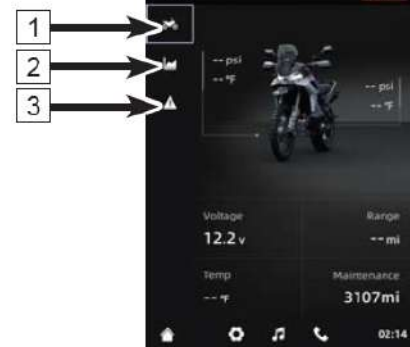 1
2
3
-- psi
-- °F
-- psi
-- °F
Voltage
Range
12.2 v
-- mi
Temp
Maintenance
-- °F
3107mi
02:14